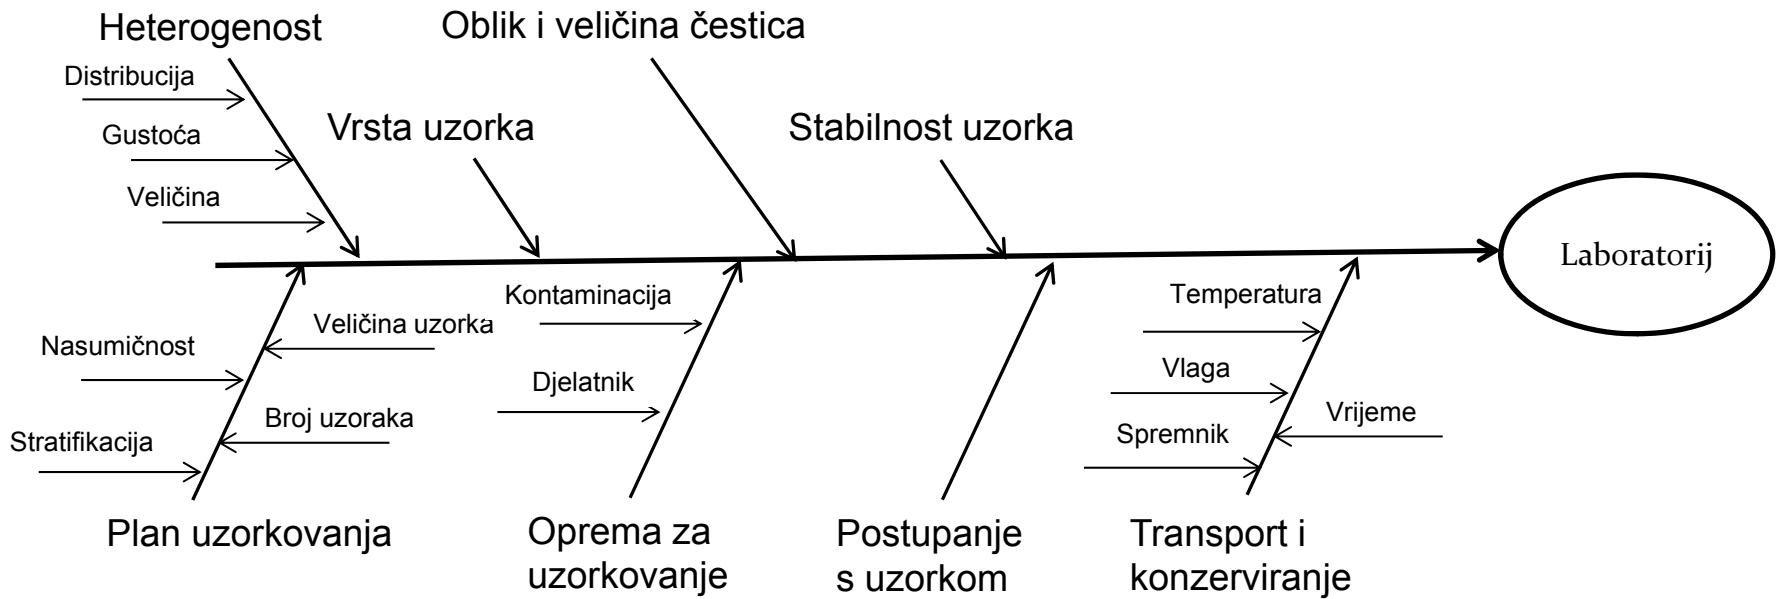 Heterogenost
Oblik i veličina čestica
Distribucija
Gustoća
Veličina
Vrsta uzorka
Stabilnost uzorka
Laboratorij
Kontaminacija
Temperatura
Veličina uzorka
Nasumičnost
Djelatnik
Vlaga
Broj uzoraka
Vrijeme
Stratifikacija
Spremnik
Plan uzorkovanja
Oprema za
uzorkovanje
Postupanje
s uzorkom
Transport i
konzerviranje